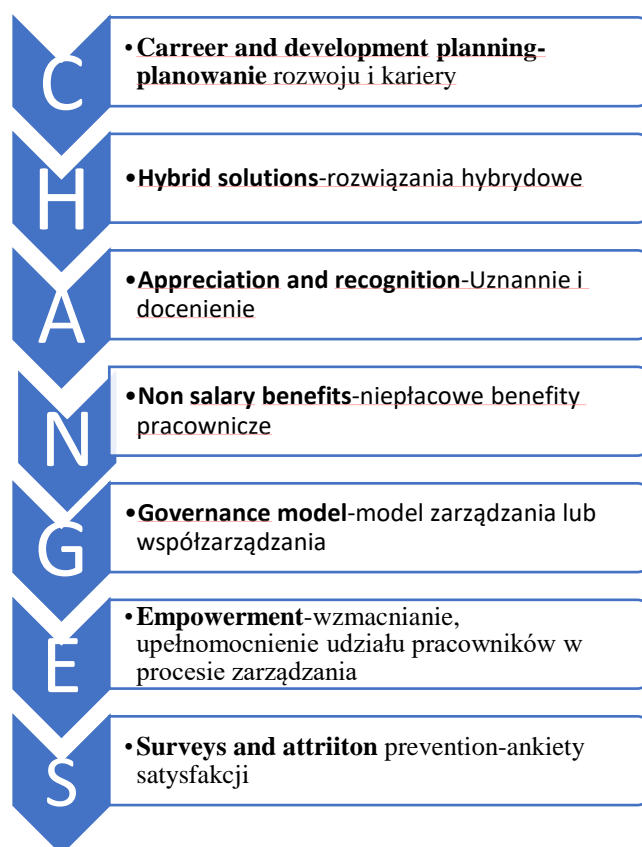 C
•Carreer and development planning-
planowanie rozwoju i kariery
H
•Hybrid solutions-rozwiązania hybrydowe
A
•Appreciation and recognition-Uznannie i
docenienie
N
•Non salary benefits-niepłacowe benefity
pracownicze
G
•Governance model-model zarządzania lub
współzarządzania
E
•Empowerment-wzmacnianie,
upełnomocnienie udziału pracowników w
procesie zarządzania
S
•Surveys and attriiton prevention-ankiety
satysfakcji